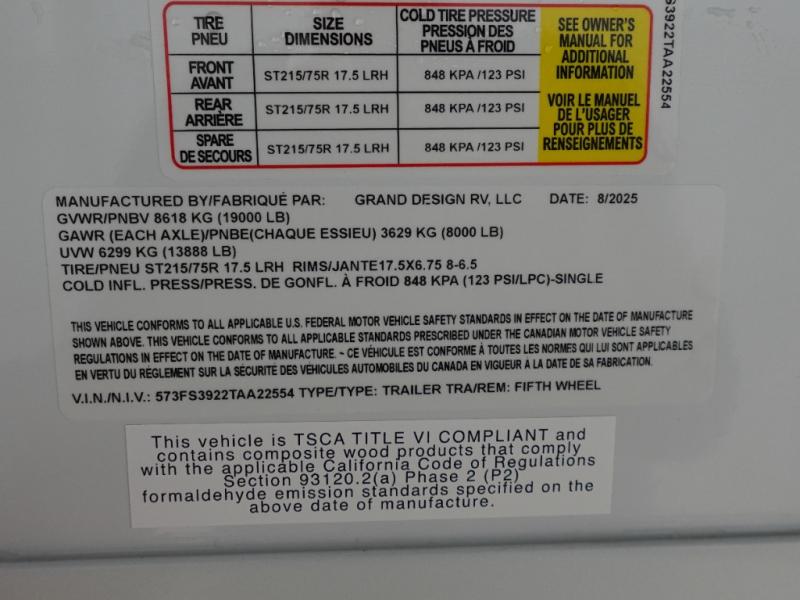 TIRE
PNEU
SIZE
DIMENSIONS
COLD TIRE PRESSURE
PRESSION DES
PNEUS À FROID
SEE OWNER'S
MANUAL FOR
ADDITIONAL
INFORMATION
VOIR LE MANUEL
DE L'USAGER
POUR PLUS DE
RENSEIGNEMENTS
FRONT
AVANT
ST215/75R 17.5 LRH
848 KPA /123 PSI
REAR
ARRIÈRE
ST215/75R 17.5 LRH
848 KPA /123 PSI
SPARE
DE SECOURS
ST215/75R 17.5 LRH
848 KPA /123 PSI
S3922TAA22554
MANUFACTURED BY/FABRIQUÉ PAR: GRAND DESIGN RV, LLC DATE: 8/2025
GVWR/PNBV 8618 KG (19000 LB)
GAWR (EACH AXLE)/PNBE(CHAQUE ESSIEU) 3629 KG (8000 LB)
UVW 6299 KG (13888 LB)
TIRE/PNEU ST215/75R 17.5 LRH RIMS/JANTE17.5X6.75 8-6.5
COLD INFL. PRESS/PRESS. DE GONFL. À FROID 848 KPA (123 PSI/LPC)-SINGLE
THIS VEHICLE CONFORMS TO ALL APPLICABLE U.S. FEDERAL MOTOR VEHICLE SAFETY STANDARDS IN EFFECT ON THE DATE OF MANUFACTURE
SHOWN ABOVE. THIS VEHICLE CONFORMS TO ALL APPLICABLE STANDARDS PRESCRIBED UNDER THE CANADIAN MOTOR VEHICLE SAFETY
REGULATIONS IN EFFECT ON THE DATE OF MANUFACTURE. ~ CE VÉHICULE EST CONFORME À TOUTES LES NORMES QUI LUI SONT APPLICABLES
EN VERTU DU RÈGLEMENT SUR LA SÉCURITÉ DES VÉHICULES AUTOMOBILES DU CANADA EN VIGUEUR A LA DATE DE SA FABRICATION.
V.I.N./N.I.V.: 573FS3922TAA22554 TYPE/TYPE: TRAILER TRA/REM: FIFTH WHEEL
This vehicle is TSCA TITLE VI COMPLIANT and
contains composite wood products that comply
with the applicable California Code of Regulations
Section 93120.2(a) Phase 2 (P2)
formaldehyde emission standards specified on the
above date of manufacture.